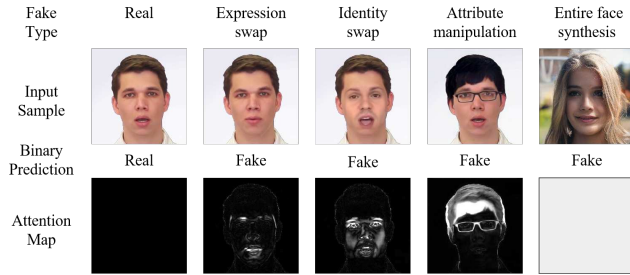 Fake Type
Real
Expression swap
Identity swap
Attribute manipulation
Entire face synthesis
Input Sample
Binary Prediction
Real
Fake
Fake
Fake
Fake
Attention Map